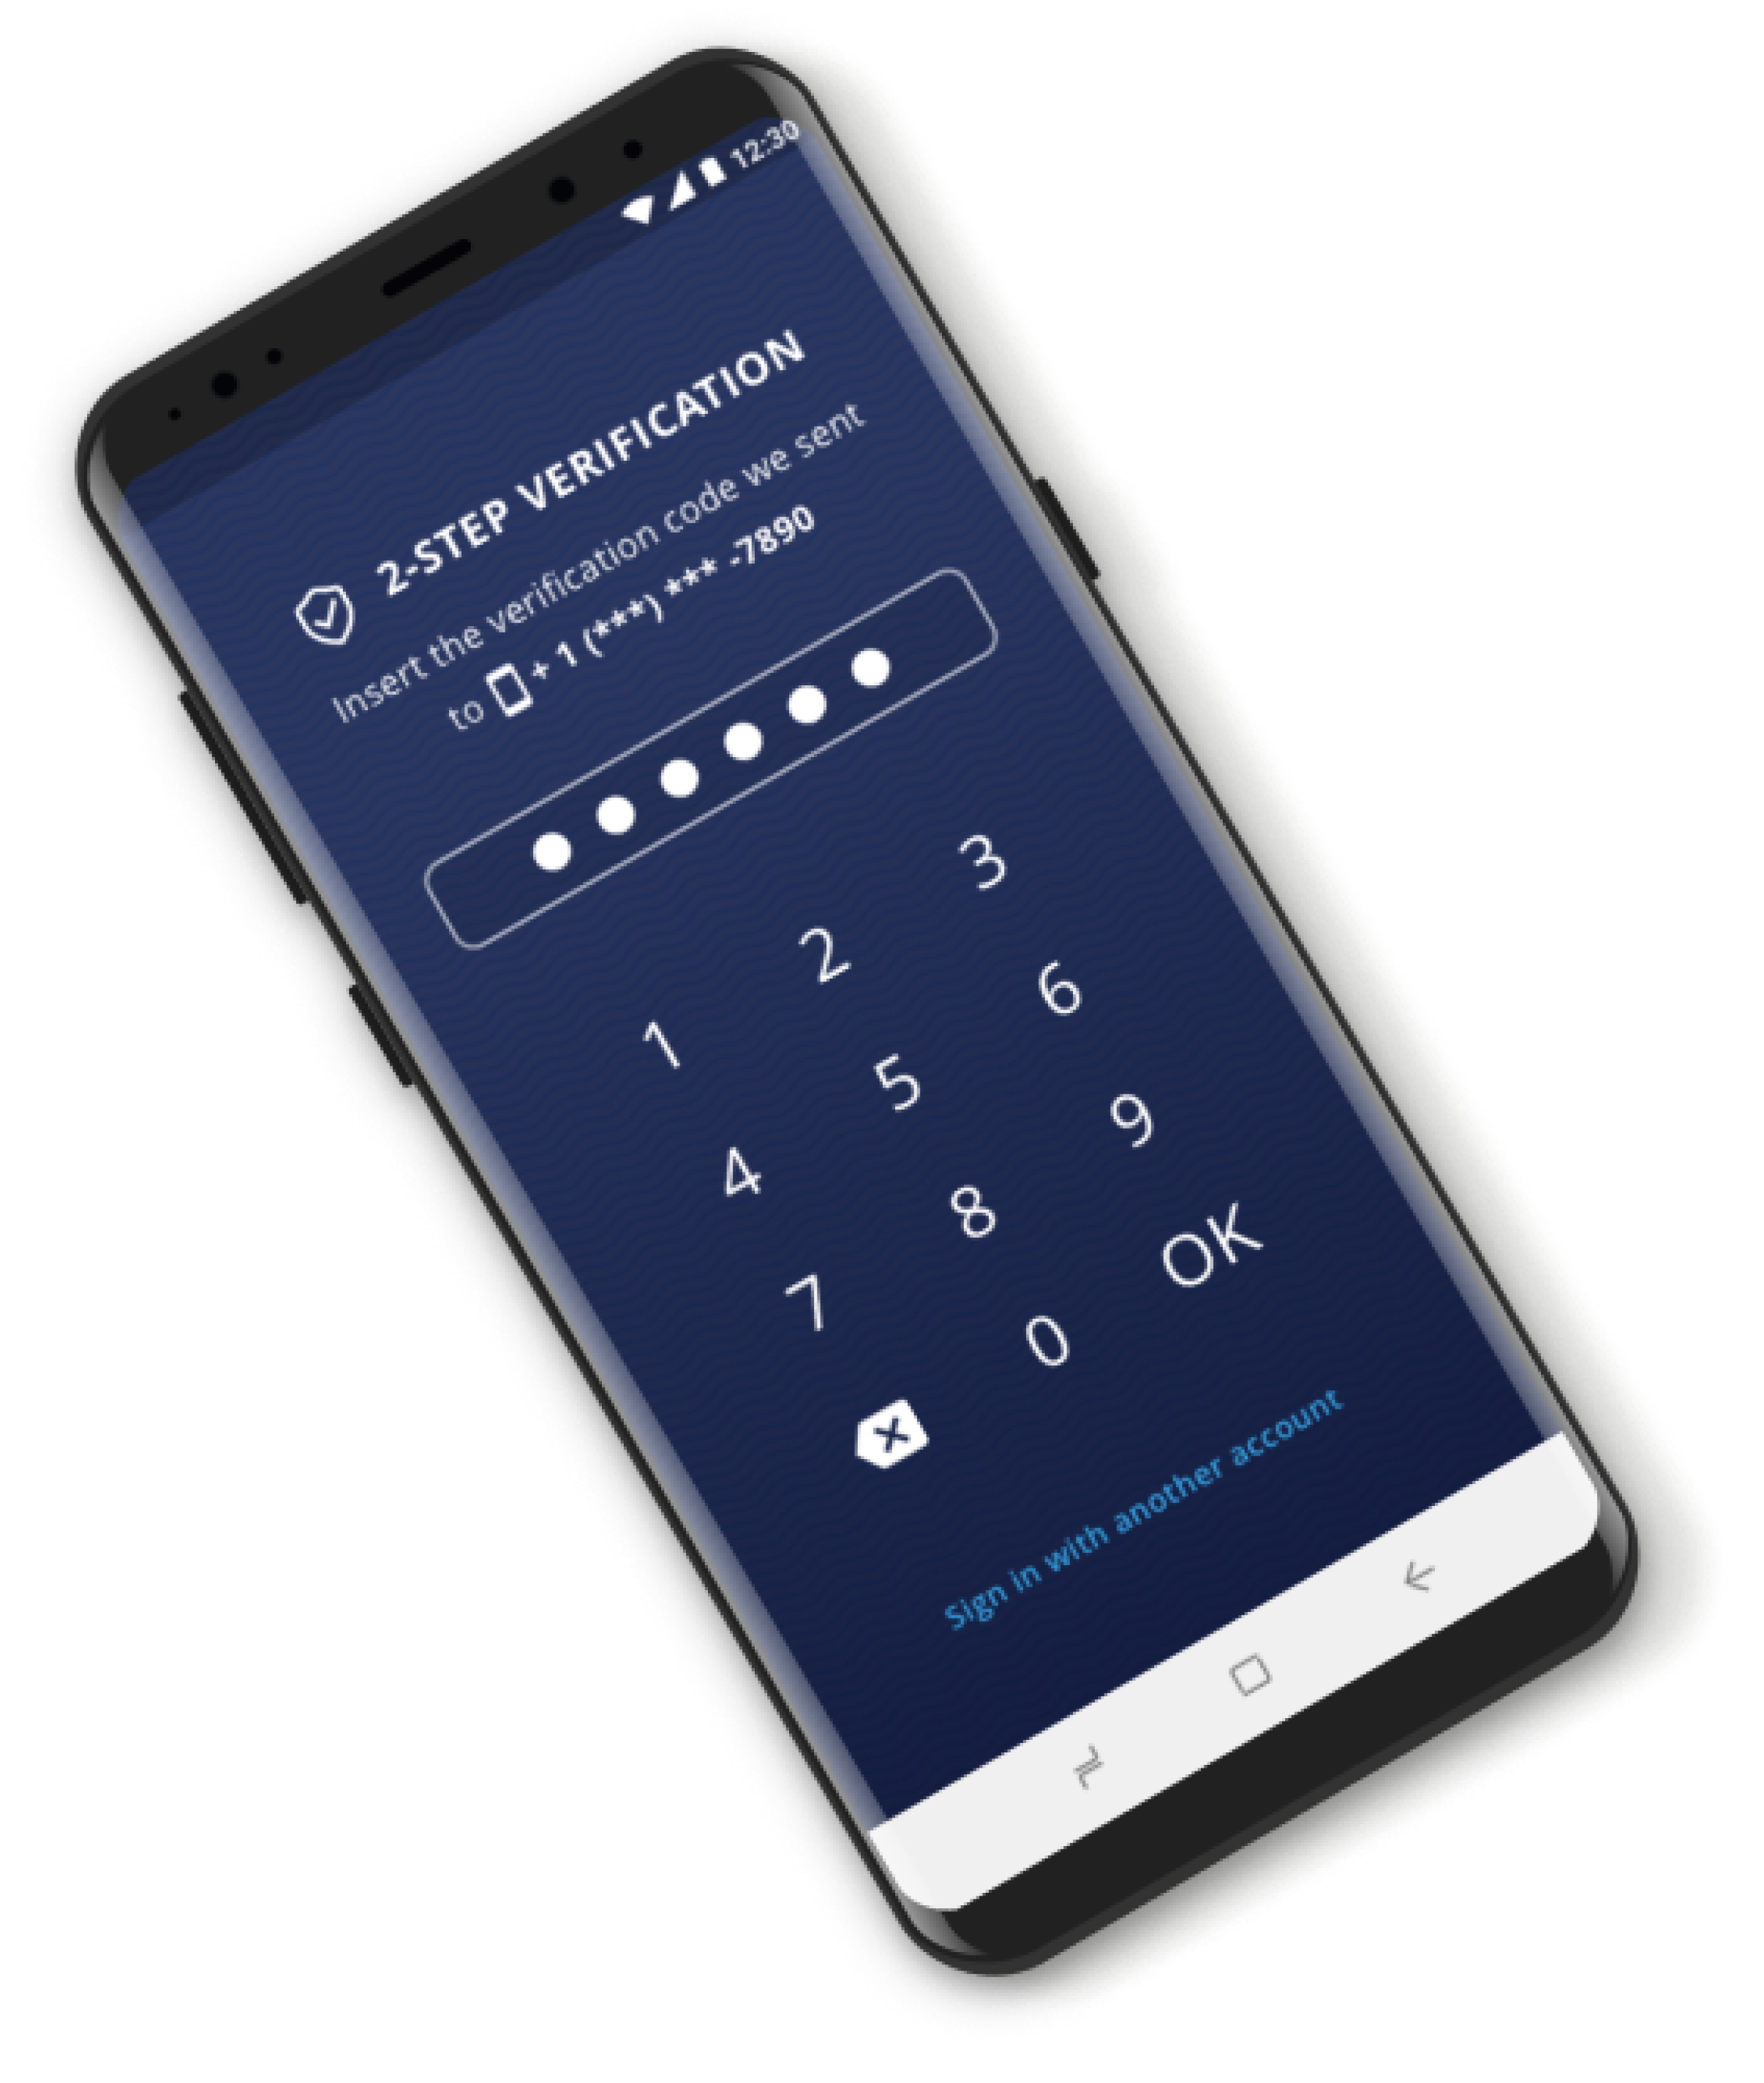 12:30
2-STEP VERIFICATION
Insert the verification code we sent
to + 1 (***) *** -7890
1 2 3
4 5 6
7 8 9
0 OK
Sign in with another account